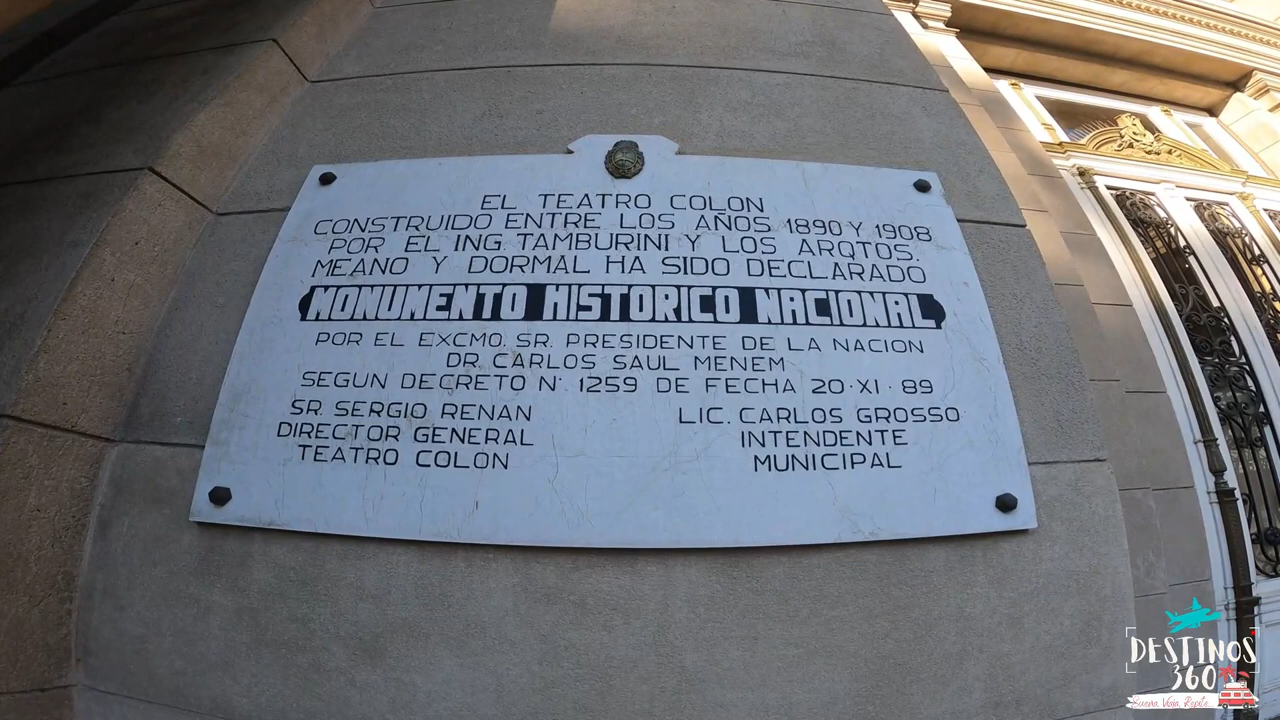 EL TEATRO COLON
CONSTRUIDO ENTRE LOS AÑOS 1890 Y 1908
POR EL ING. TAMBURINI Y LOS ARQTOS.
MEANO Y DORMAL HA SIDO DECLARADO
MONUMENTO HISTORICO NACIONAL
POR EL EXCMO. SR. PRESIDENTE DE LA NACION
DR. CARLOS SAUL MENEM
SEGUN DECRETO N°. 1259 DE FECHA 20·XI·89
SR. SERGIO RENAN
DIRECTOR GENERAL
TEATRO COLON
LIC. CARLOS GROSSO
INTENDENTE
MUNICIPAL
DESTINOS
360
Sueña, Viaja, Repite...